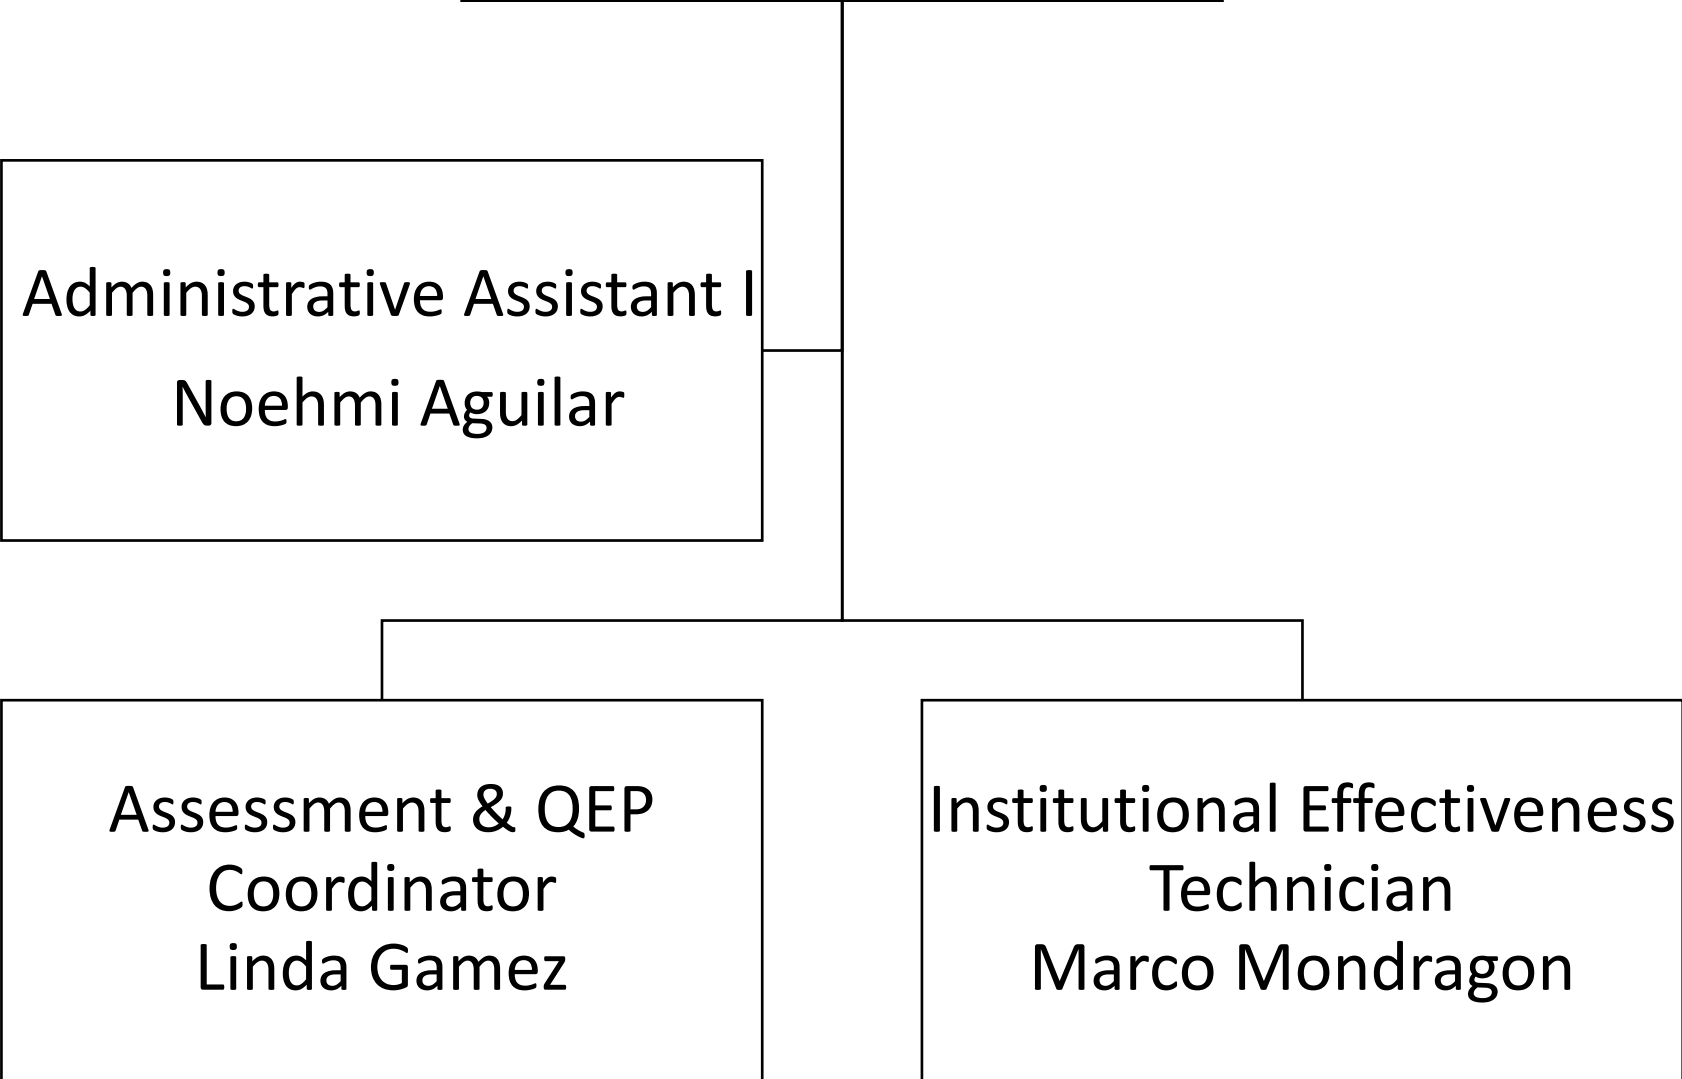 Administrative Assistant I
Noehmi Aguilar
Assessment & QEP
Coordinator
Linda Gamez
Institutional Effectiveness
Technician
Marco Mondragon